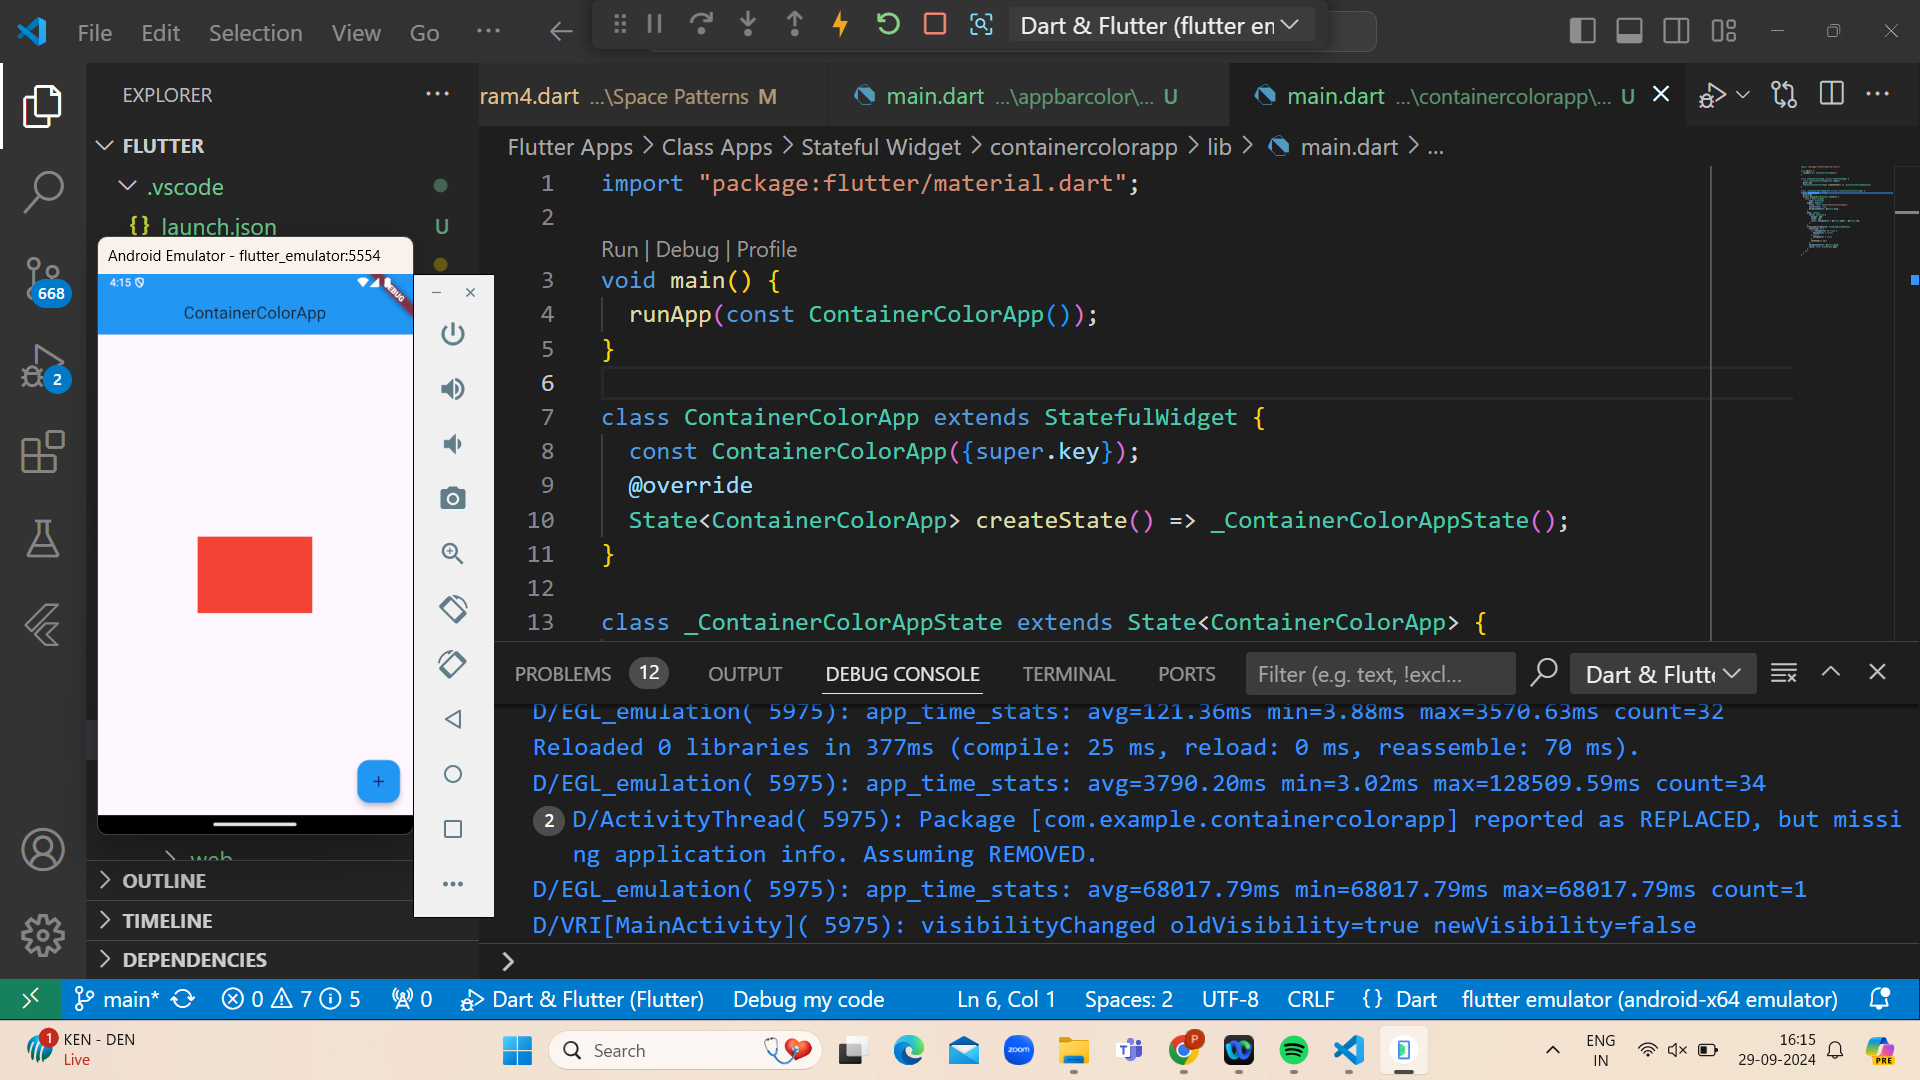 File Edit Selection View Go ...
Dart & Flutter (flutter en
EXPLORER
ram4.dart ...\Space Patterns M
main.dart ...\appbarcolor\... U
main.dart ...\containercolorapp\... U
FLUTTER
Flutter Apps > Class Apps > Stateful Widget > containercolorapp > lib > main.dart > ...
.vscode
{} launch.json U
1 import "package:flutter/material.dart";
2
Run | Debug | Profile
3 void main() {
4 runApp(const ContainerColorApp());
5 }
6
7 class ContainerColorApp extends StatefulWidget {
8 const ContainerColorApp({super.key});
9 @override
10 State<ContainerColorApp> createState() => _ContainerColorAppState();
11 }
12
13 class _ContainerColorAppState extends State<ContainerColorApp> {
668
2
Android Emulator - flutter_emulator:5554
4:15
DEBUG
ContainerColorApp
+
web
OUTLINE
TIMELINE
DEPENDENCIES
PROBLEMS 12 OUTPUT DEBUG CONSOLE TERMINAL PORTS
Filter (e.g. text, !excl...
Dart & Flutte
D/EGL_emulation( 5975): app_time_stats: avg=121.36ms min=3.88ms max=3570.63ms count=32
Reloaded 0 libraries in 377ms (compile: 25 ms, reload: 0 ms, reassemble: 70 ms).
D/EGL_emulation( 5975): app_time_stats: avg=3790.20ms min=3.02ms max=128509.59ms count=34
2 D/ActivityThread( 5975): Package [com.example.containercolorapp] reported as REPLACED, but missi
ng application info. Assuming REMOVED.
D/EGL_emulation( 5975): app_time_stats: avg=68017.79ms min=68017.79ms max=68017.79ms count=1
D/VRI[MainActivity]( 5975): visibilityChanged oldVisibility=true newVisibility=false
main* 0 7 5 0 Dart & Flutter (Flutter) Debug my code Ln 6, Col 1 Spaces: 2 UTF-8 CRLF {} Dart flutter emulator (android-x64 emulator)
1
KEN - DEN
Live
Search
zoom
P
ENG
IN
16:15
29-09-2024
PRE